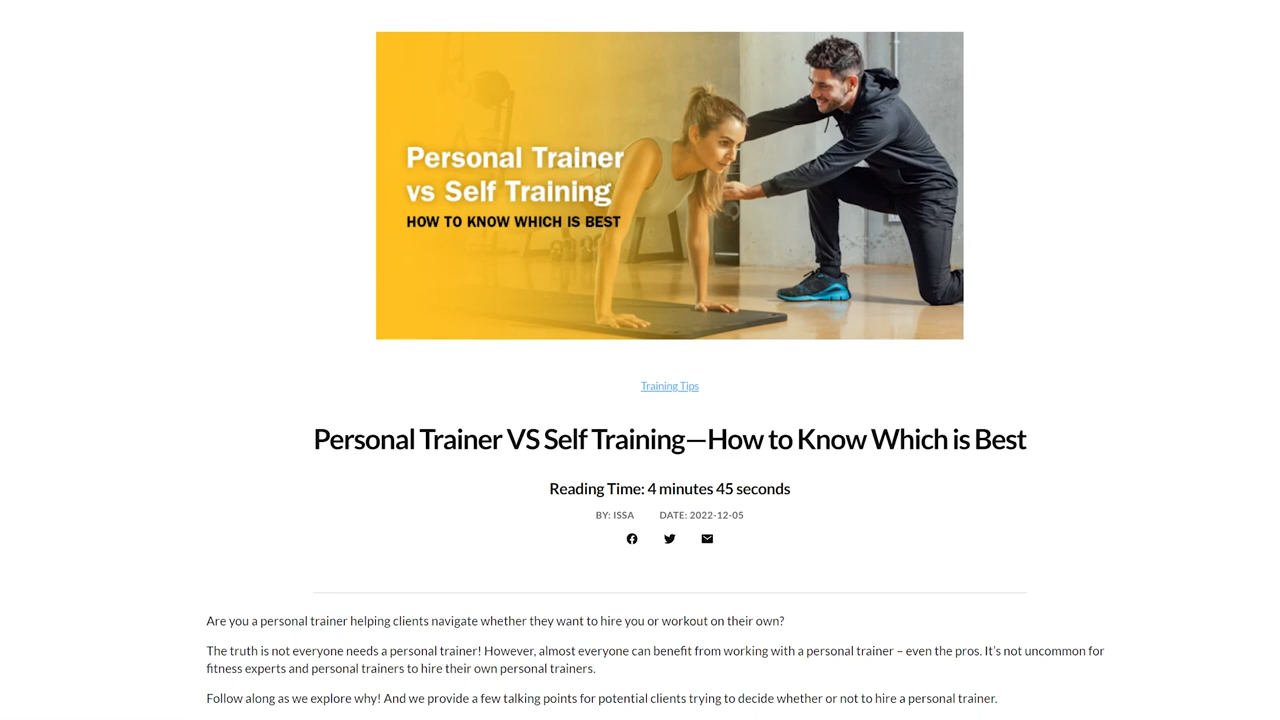 Personal Trainer
vs Self Training
HOW TO KNOW WHICH IS BEST
Training Tips
Personal Trainer VS Self Training—How to Know Which is Best
Reading Time: 4 minutes 45 seconds
BY: ISSA DATE: 2022-12-05
Are you a personal trainer helping clients navigate whether they want to hire you or workout on their own?
The truth is not everyone needs a personal trainer! However, almost everyone can benefit from working with a personal trainer – even the pros. It's not uncommon for
fitness experts and personal trainers to hire their own personal trainers.
Follow along as we explore why! And we provide a few talking points for potential clients trying to decide whether or not to hire a personal trainer.